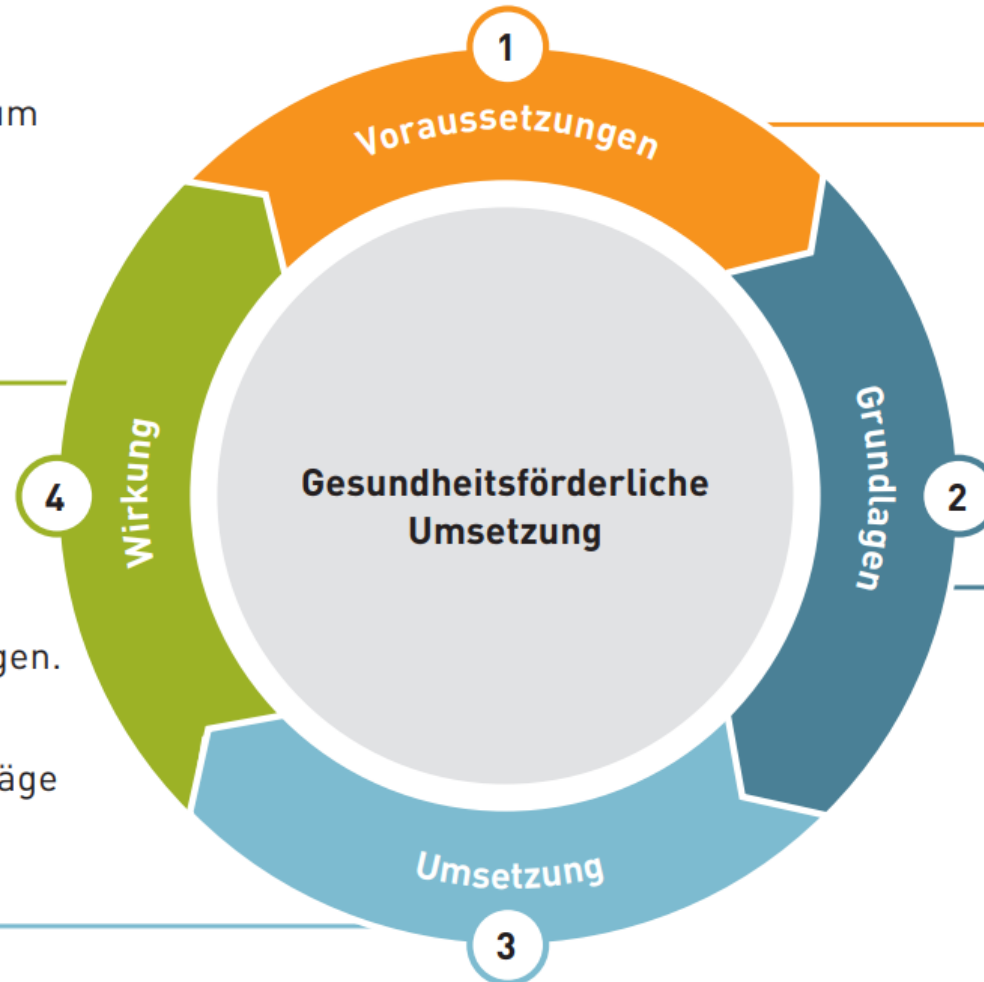 1
Voraussetzungen
um
Grundlagen
2
Gesundheitsförderliche
Umsetzung
4
Wirkung
gen.
äge
Umsetzung
3